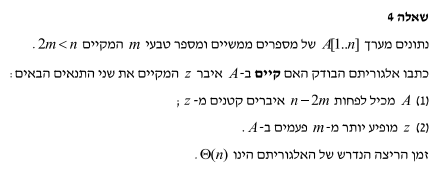 שאלה 4
נתונים מערך A[1..n] של מספרים ממשיים ומספר טבעי m המקיים 2m < n.
כתבו אלגוריתם הבודק האם קיים ב-A איבר z המקיים את שני התנאים הבאים:
(1) A מכיל לפחות n − 2m איברים קטנים מ-z ;
(2) z מופיע יותר מ-m פעמים ב-A.
זמן הריצה הנדרש של האלגוריתם הינו Θ(n).